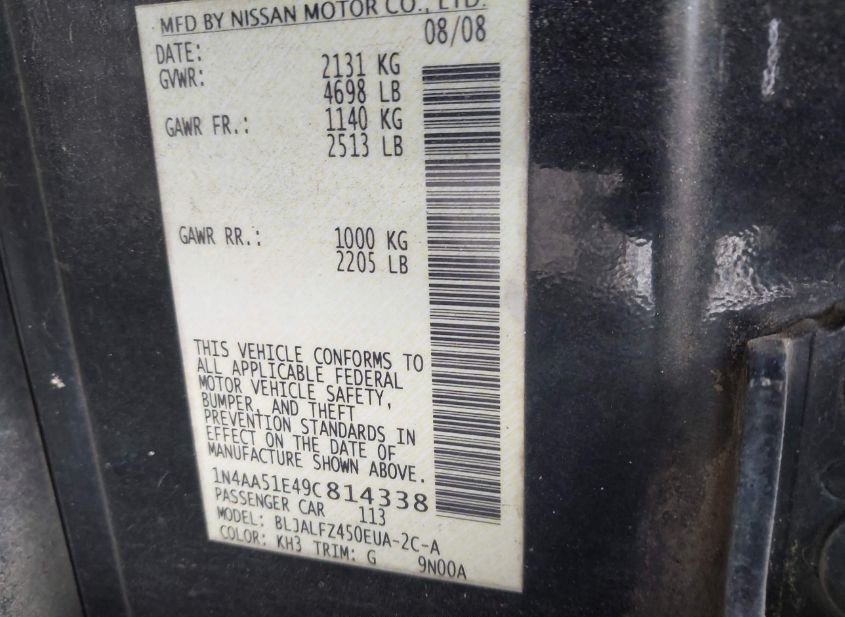 MFD BY NISSAN MOTOR CO., LTD.
DATE: 08/08
GVWR: 2131 KG
4698 LB
GAWR FR.: 1140 KG
2513 LB
GAWR RR.: 1000 KG
2205 LB
THIS VEHICLE CONFORMS TO
ALL APPLICABLE FEDERAL
MOTOR VEHICLE SAFETY,
BUMPER, AND THEFT
PREVENTION STANDARDS IN
EFFECT ON THE DATE OF
MANUFACTURE SHOWN ABOVE.
1N4AA51E49C814338
PASSENGER CAR 113
MODEL: BLJALFZ450EUA-2C-A
COLOR: KH3 TRIM: G 9N00A